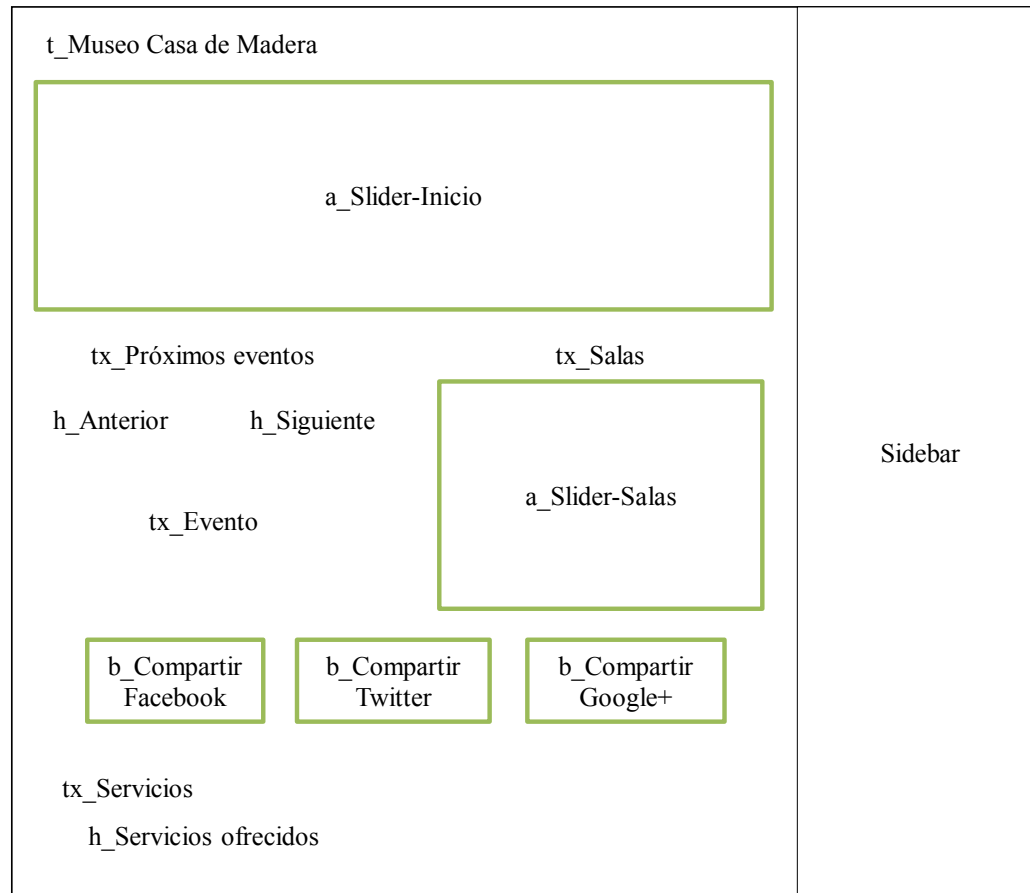 t_Museo Casa de Madera
a_Slider-Inicio
tx_Próximos eventos
tx_Salas
h_Anterior
h_Siguiente
a_Slider-Salas
tx_Evento
b_Compartir
Facebook
b_Compartir
Twitter
b_Compartir
Google+
tx_Servicios
h_Servicios ofrecidos
Sidebar